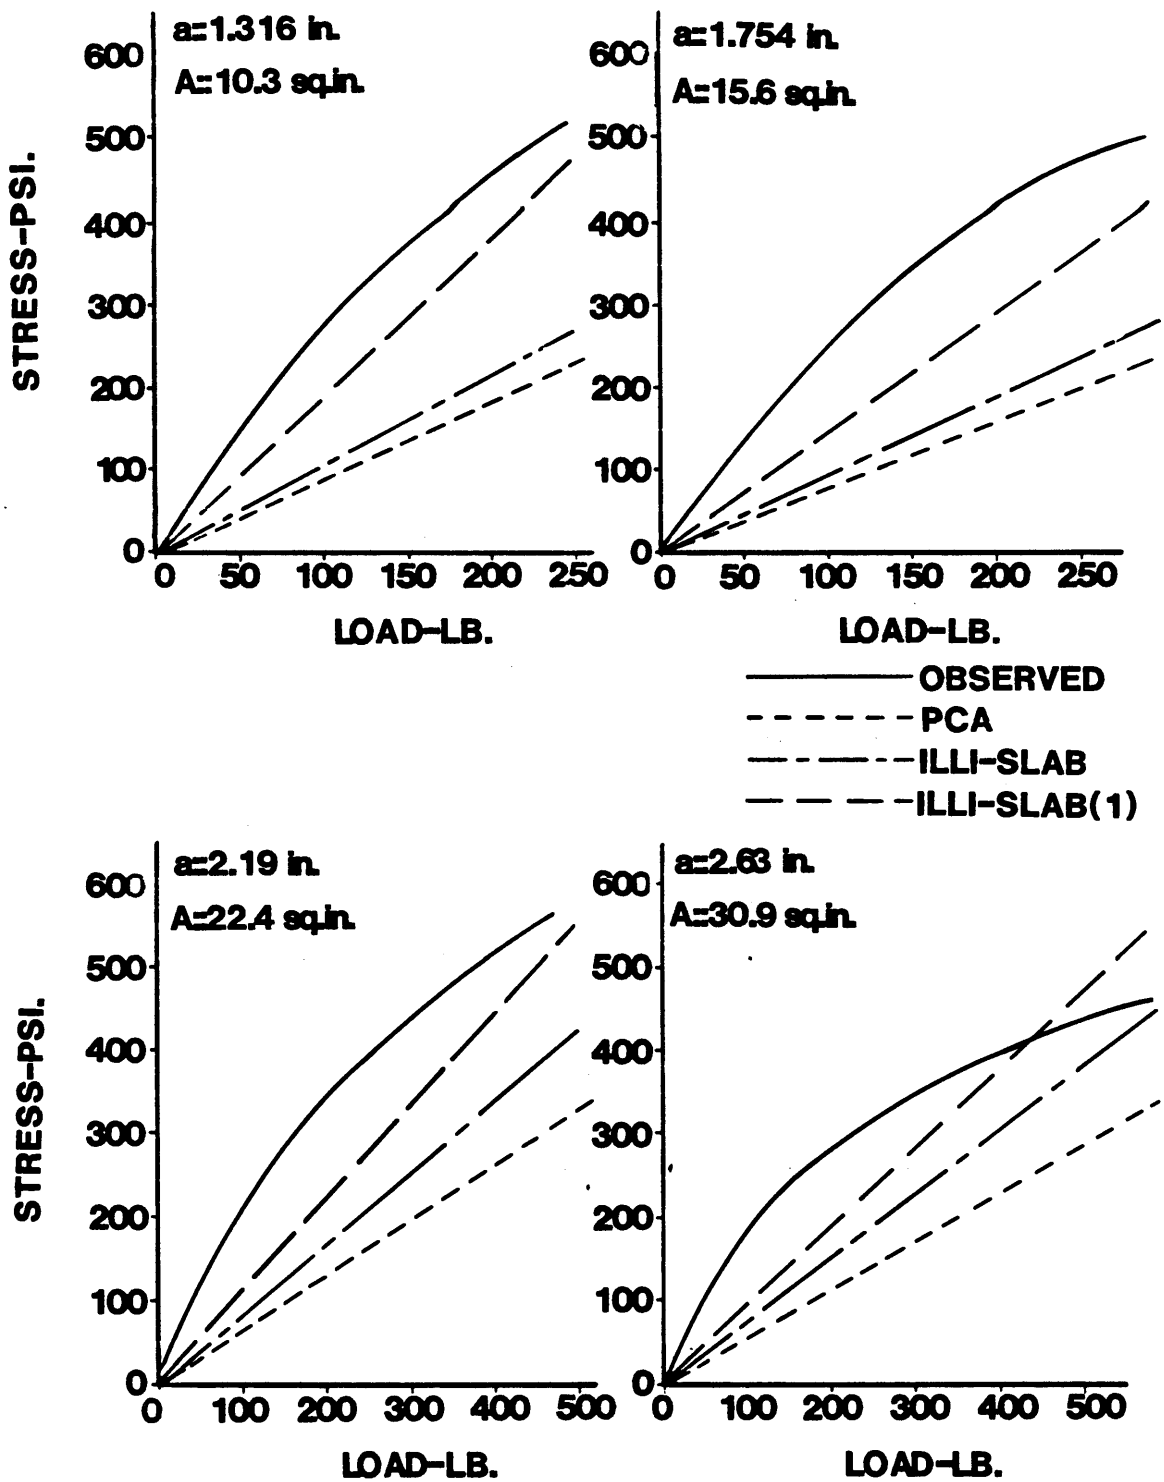 a=1.316 in.
A=10.3 sq.in.
600
500
400
300
200
100
0
0 50 100 150 200 250
STRESS-PSI.
LOAD-LB.
a=1.754 in.
A=15.6 sq.in.
600
500
400
300
200
100
0
0 50 100 150 200 250
LOAD-LB.
OBSERVED
PCA
ILLI-SLAB
ILLI-SLAB(1)
a=2.19 in.
A=22.4 sq.in.
600
500
400
300
200
100
0
0 100 200 300 400 500
STRESS-PSI.
LOAD-LB.
a=2.63 in.
A=30.9 sq.in.
600
500
400
300
200
100
0
0 100 200 300 400 500
LOAD-LB.